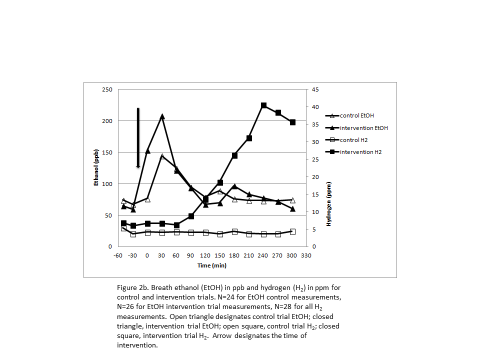 250
200
150
100
50
0
45
40
35
30
25
20
15
10
5
0
-60 -30 0 30 60 90 120 150 180 210 240 270 300 330
Ethanol (ppb)
Hydrogen (ppm)
Time (min)
control EtOH
intervention EtOH
control H2
intervention H2
Figure 2b. Breath ethanol (EtOH) in ppb and hydrogen (H₂) in ppm for
control and intervention trials. N=24 for EtOH control measurements,
N=26 for EtOH intervention trial measurements, N=28 for all H₂
measurements. Open triangle designates control trial EtOH; closed
triangle, intervention trial EtOH; open square, control trial H₂; closed
square, intervention trial H₂. Arrow designates the time of
intervention.